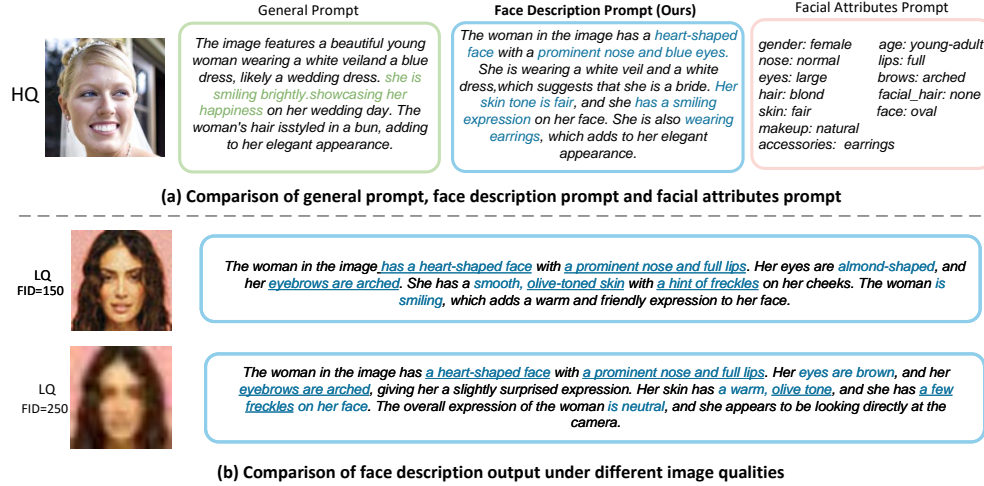 General Prompt
Face Description Prompt (Ours)
Facial Attributes Prompt
HQ
The image features a beautiful young
woman wearing a white veiland a blue
dress, likely a wedding dress. she is
smiling brightly.showcasing her
happiness on her wedding day. The
woman's hair isstyled in a bun, adding
to her elegant appearance.
The woman in the image has a heart-shaped
face with a prominent nose and blue eyes.
She is wearing a white veil and a white
dress,which suggests that she is a bride. Her
skin tone is fair, and she has a smiling
expression on her face. She is also wearing
earrings, which adds to her elegant
appearance.
gender: female age: young-adult
nose: normal lips: full
eyes: large brows: arched
hair: blond facial_hair: none
skin: fair face: oval
makeup: natural
accessories: earrings
(a) Comparison of general prompt, face description prompt and facial attributes prompt
LQ
FID=150
The woman in the image has a heart-shaped face with a prominent nose and full lips. Her eyes are almond-shaped, and
her eyebrows are arched. She has a smooth, olive-toned skin with a hint of freckles on her cheeks. The woman is
smiling, which adds a warm and friendly expression to her face.
LQ
FID=250
The woman in the image has a heart-shaped face with a prominent nose and full lips. Her eyes are brown, and her
eyebrows are arched, giving her a slightly surprised expression. Her skin has a warm, olive tone, and she has a few
freckles on her face. The overall expression of the woman is neutral, and she appears to be looking directly at the
camera.
(b) Comparison of face description output under different image qualities